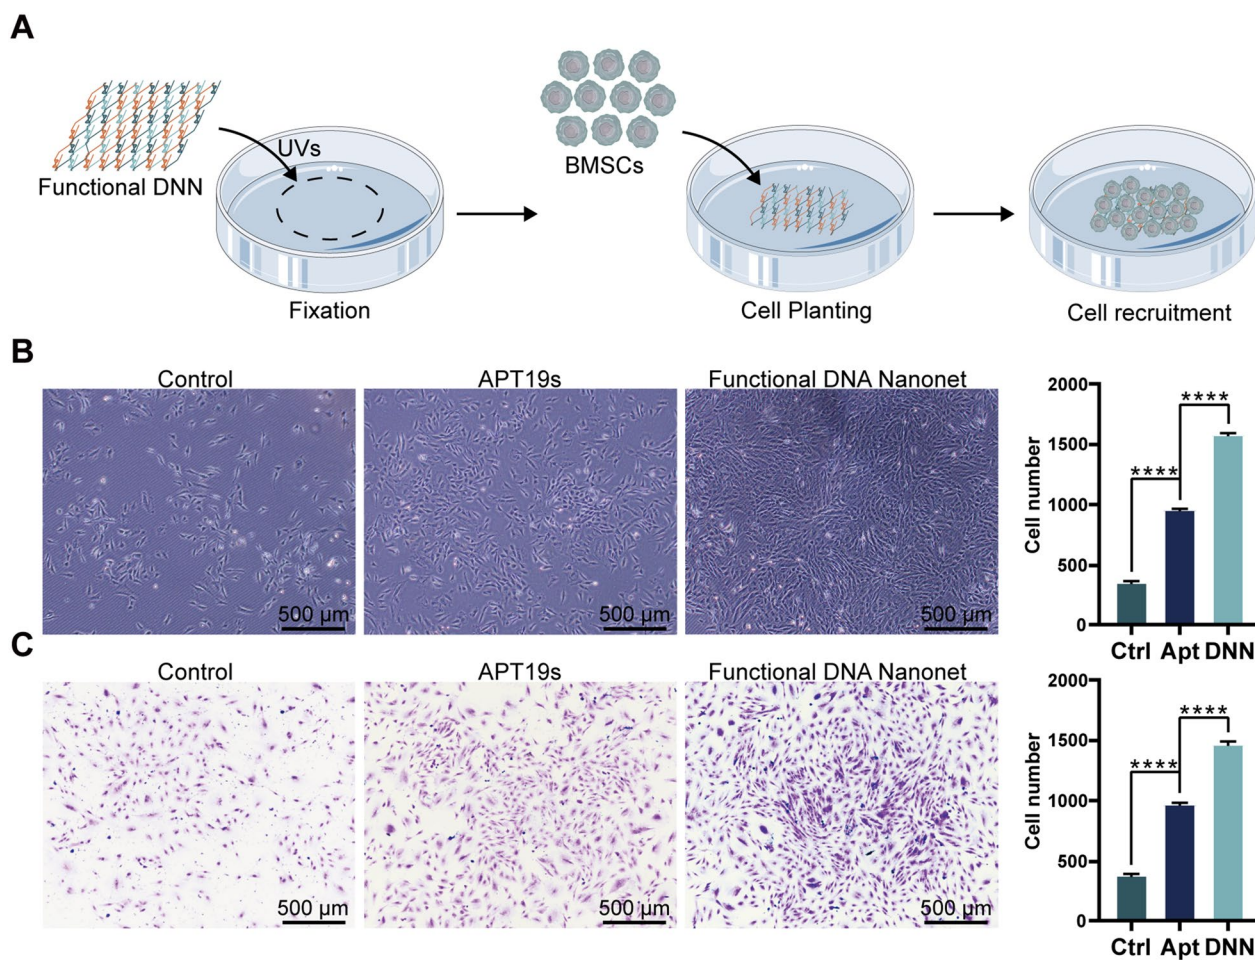 A
UVs
Functional DNN
BMSCs
Fixation
Cell Planting
Cell recruitment
B
Control
APT19s
Functional DNA Nanonet
500 μm
500 μm
500 μm
Cell number
2000
1500
1000
500
0
****
****
Ctrl
Apt
DNN
C
Control
APT19s
Functional DNA Nanonet
500 μm
500 μm
500 μm
Cell number
2000
1500
1000
500
0
****
****
Ctrl
Apt
DNN